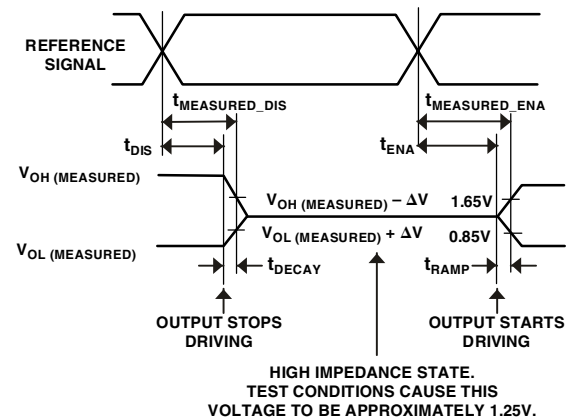 REFERENCE
SIGNAL
tMEASURED_DIS
tMEASURED_ENA
tDIS
tENA
VOH (MEASURED)
VOH (MEASURED) − ΔV
1.65V
VOL (MEASURED) + ΔV
0.85V
VOL (MEASURED)
tDECAY
tRAMP
OUTPUT STOPS
DRIVING
OUTPUT STARTS
DRIVING
HIGH IMPEDANCE STATE.
TEST CONDITIONS CAUSE THIS
VOLTAGE TO BE APPROXIMATELY 1.25V.